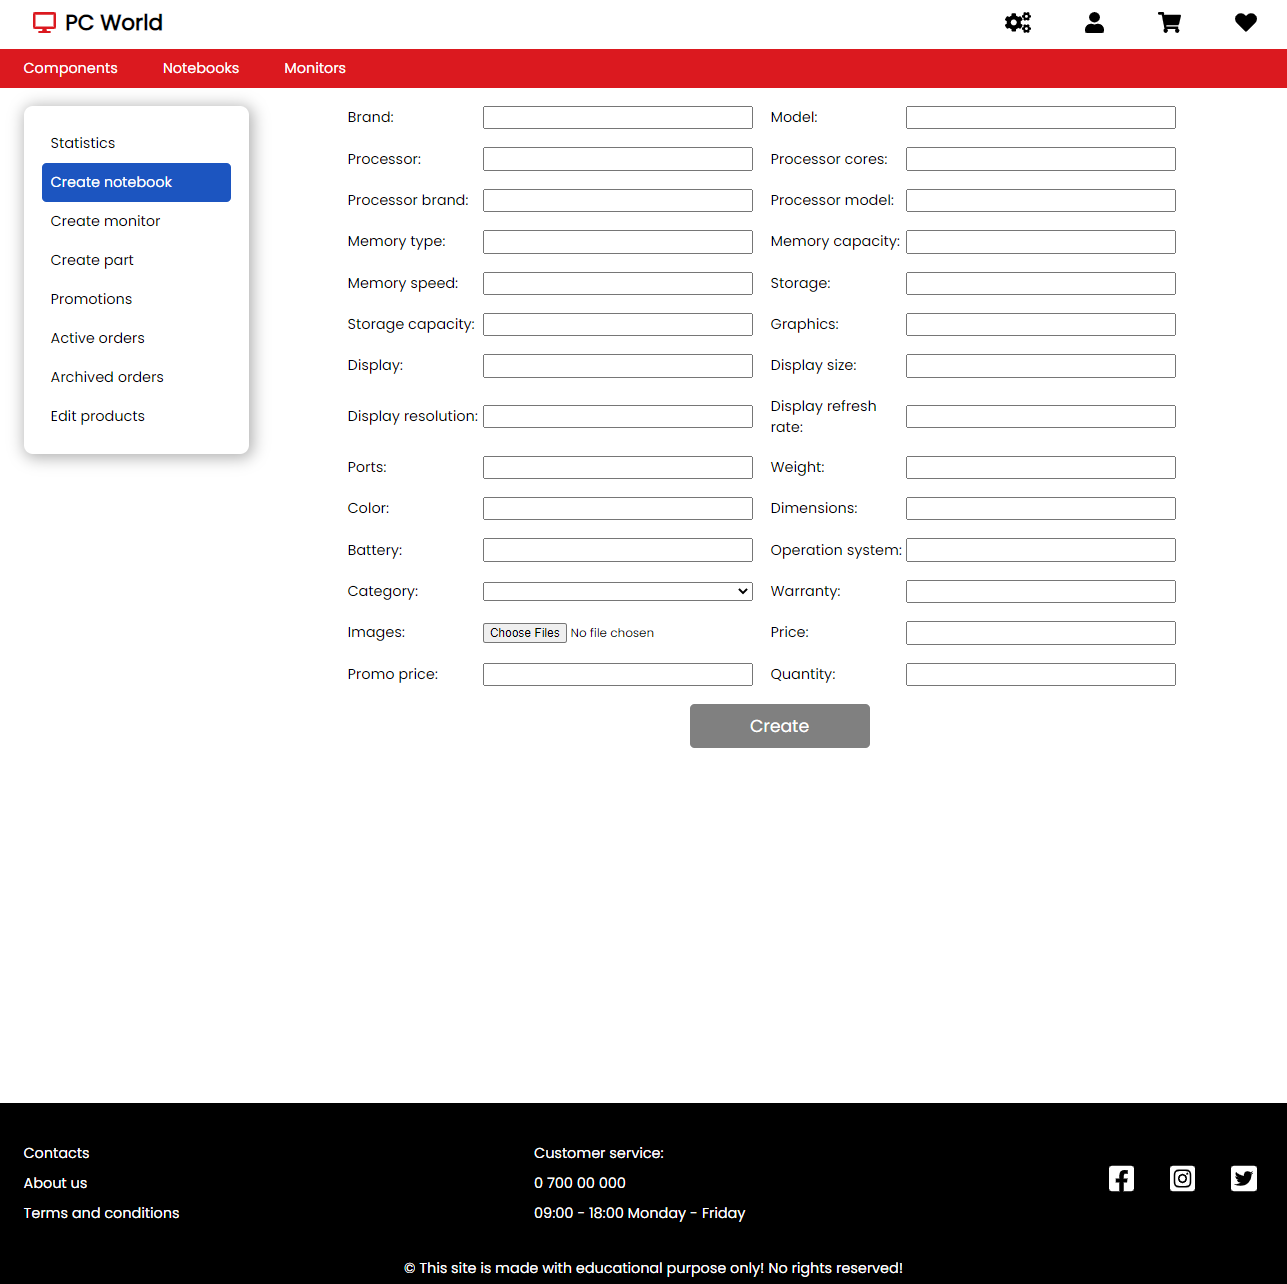 PC World
Components Notebooks Monitors
Statistics
Create notebook
Create monitor
Create part
Promotions
Active orders
Archived orders
Edit products
Brand: Model:
Processor: Processor cores:
Processor brand: Processor model:
Memory type: Memory capacity:
Memory speed: Storage:
Storage capacity: Graphics:
Display: Display size:
Display resolution: Display refresh
rate:
Ports: Weight:
Color: Dimensions:
Battery: Operation system:
Category: Warranty:
Images: Choose Files No file chosen Price:
Promo price: Quantity:
Create
Contacts
About us
Terms and conditions
Customer service:
0 700 00 000
09:00 - 18:00 Monday - Friday
© This site is made with educational purpose only! No rights reserved!